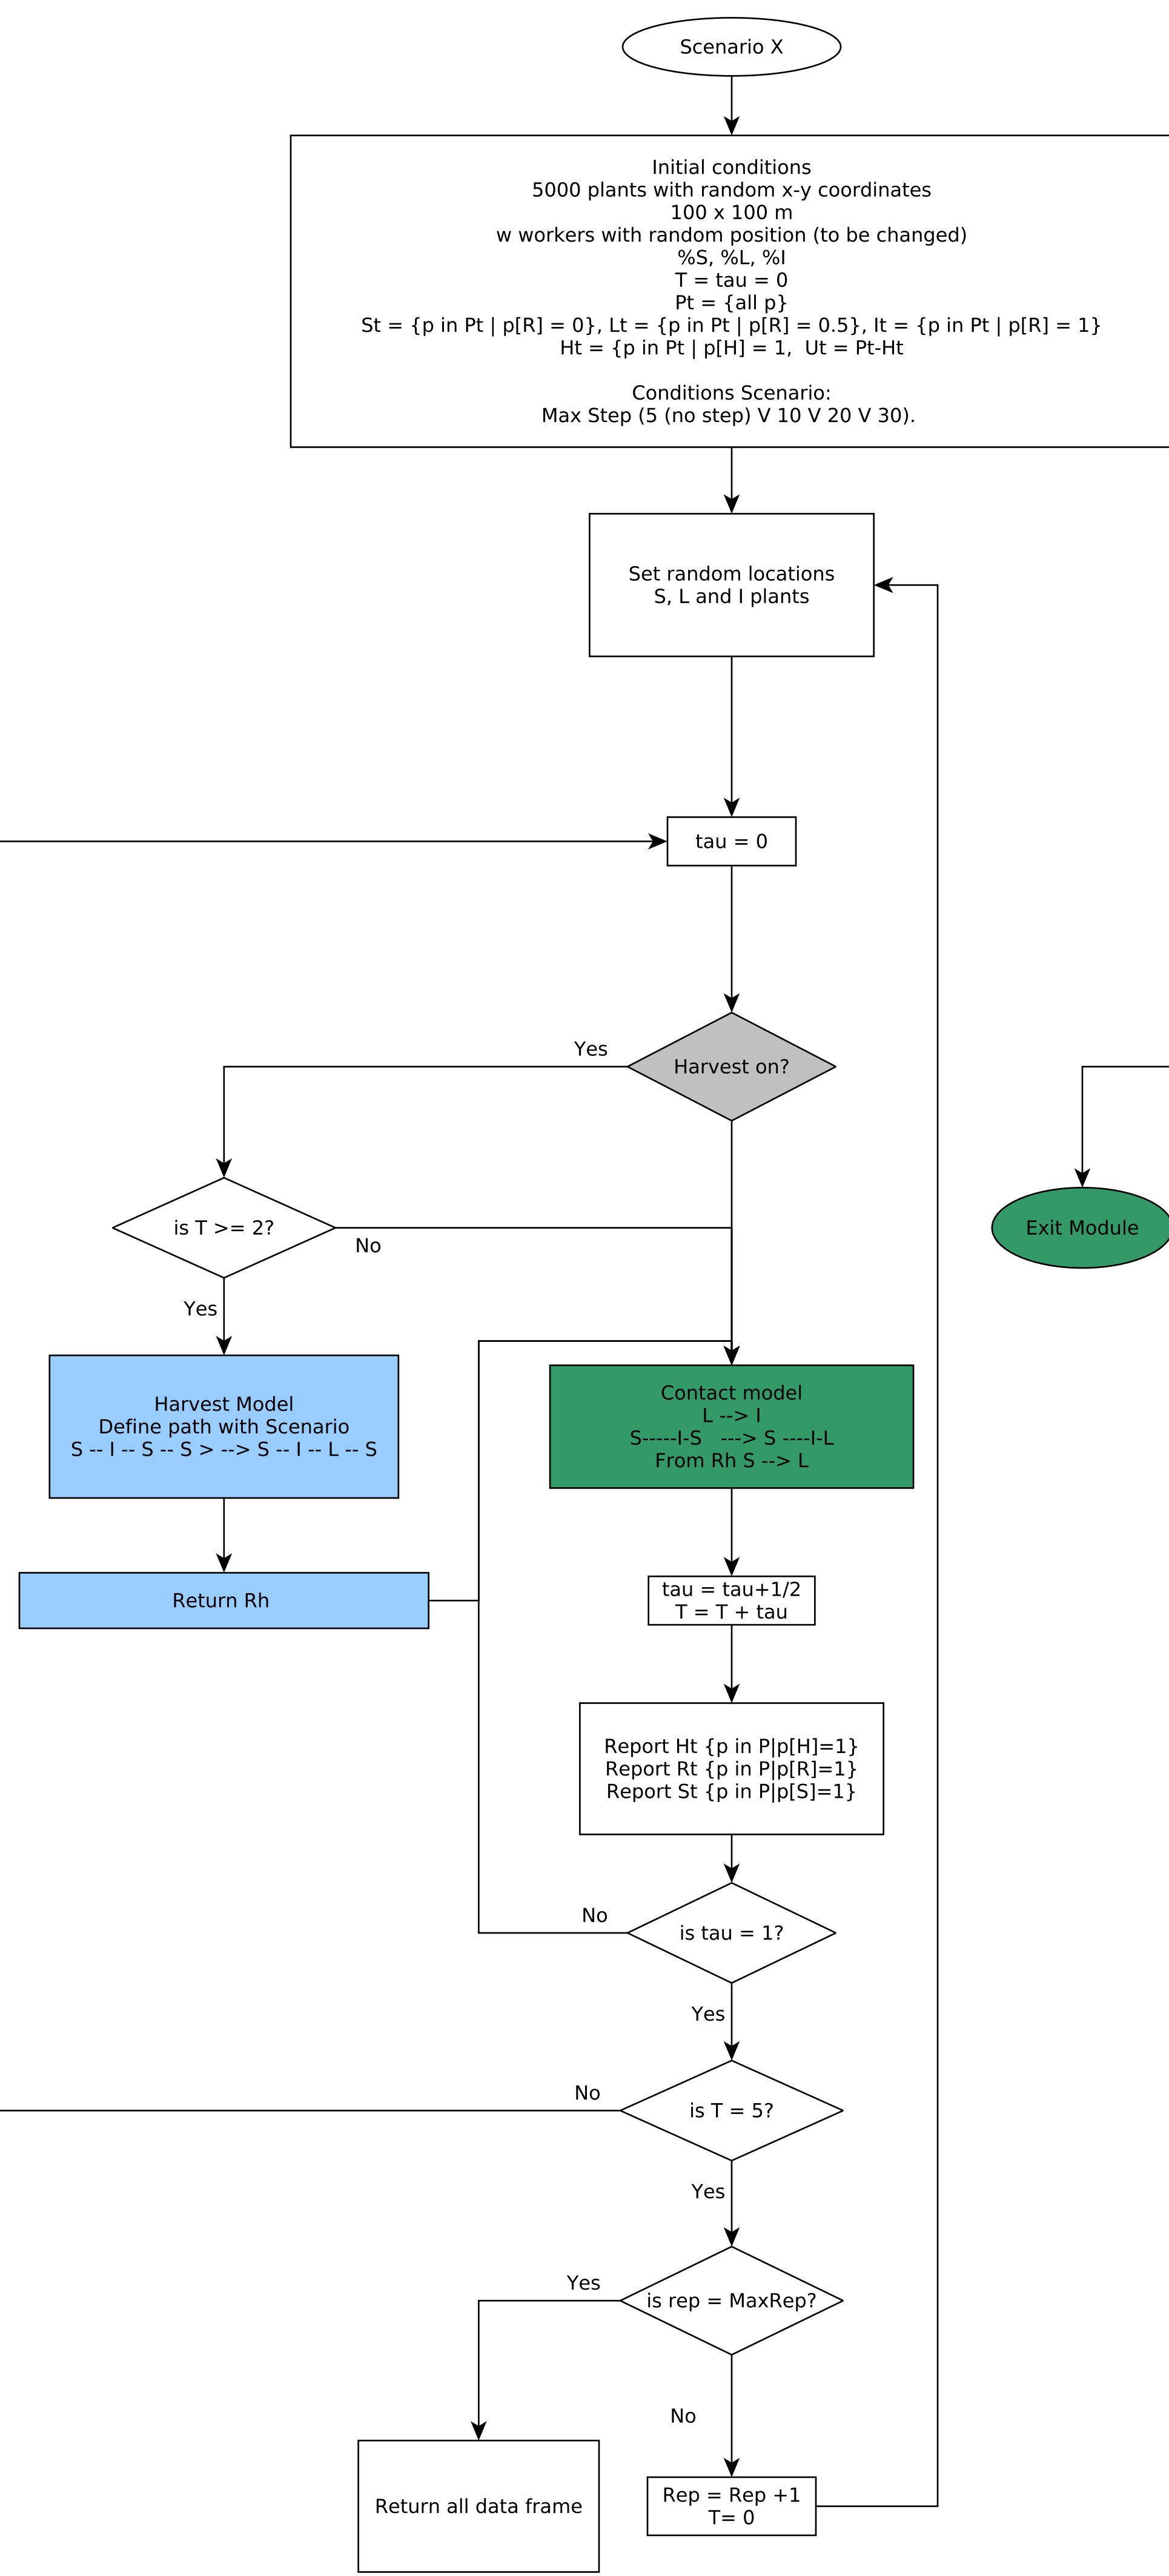 Scenario X
Initial conditions
5000 plants with random x-y coordinates
100 x 100 m
w workers with random position (to be changed)
%S, %L, %I
T = tau = 0
Pt = {all p}
St = {p in Pt | p[R] = 0}, Lt = {p in Pt | p[R] = 0.5}, It = {p in Pt | p[R] = 1}
Ht = {p in Pt | p[H] = 1,  Ut = Pt-Ht
Conditions Scenario:
Max Step (5 (no step) V 10 V 20 V 30).
Set random locations
S, L and I plants
tau = 0
Yes
Harvest on?
is T >= 2?
No
Exit Module
Yes
Harvest Model
Define path with Scenario
S -- I -- S -- S > --> S -- I -- L -- S
Contact model
L --> I
S-----I-S   ---> S ----I-L
From Rh S --> L
Return Rh
tau = tau+1/2
T = T + tau
Report Ht {p in P|p[H]=1}
Report Rt {p in P|p[R]=1}
Report St {p in P|p[S]=1}
No
is tau = 1?
Yes
No
is T = 5?
Yes
Yes
is rep = MaxRep?
No
Return all data frame
Rep = Rep +1
T= 0